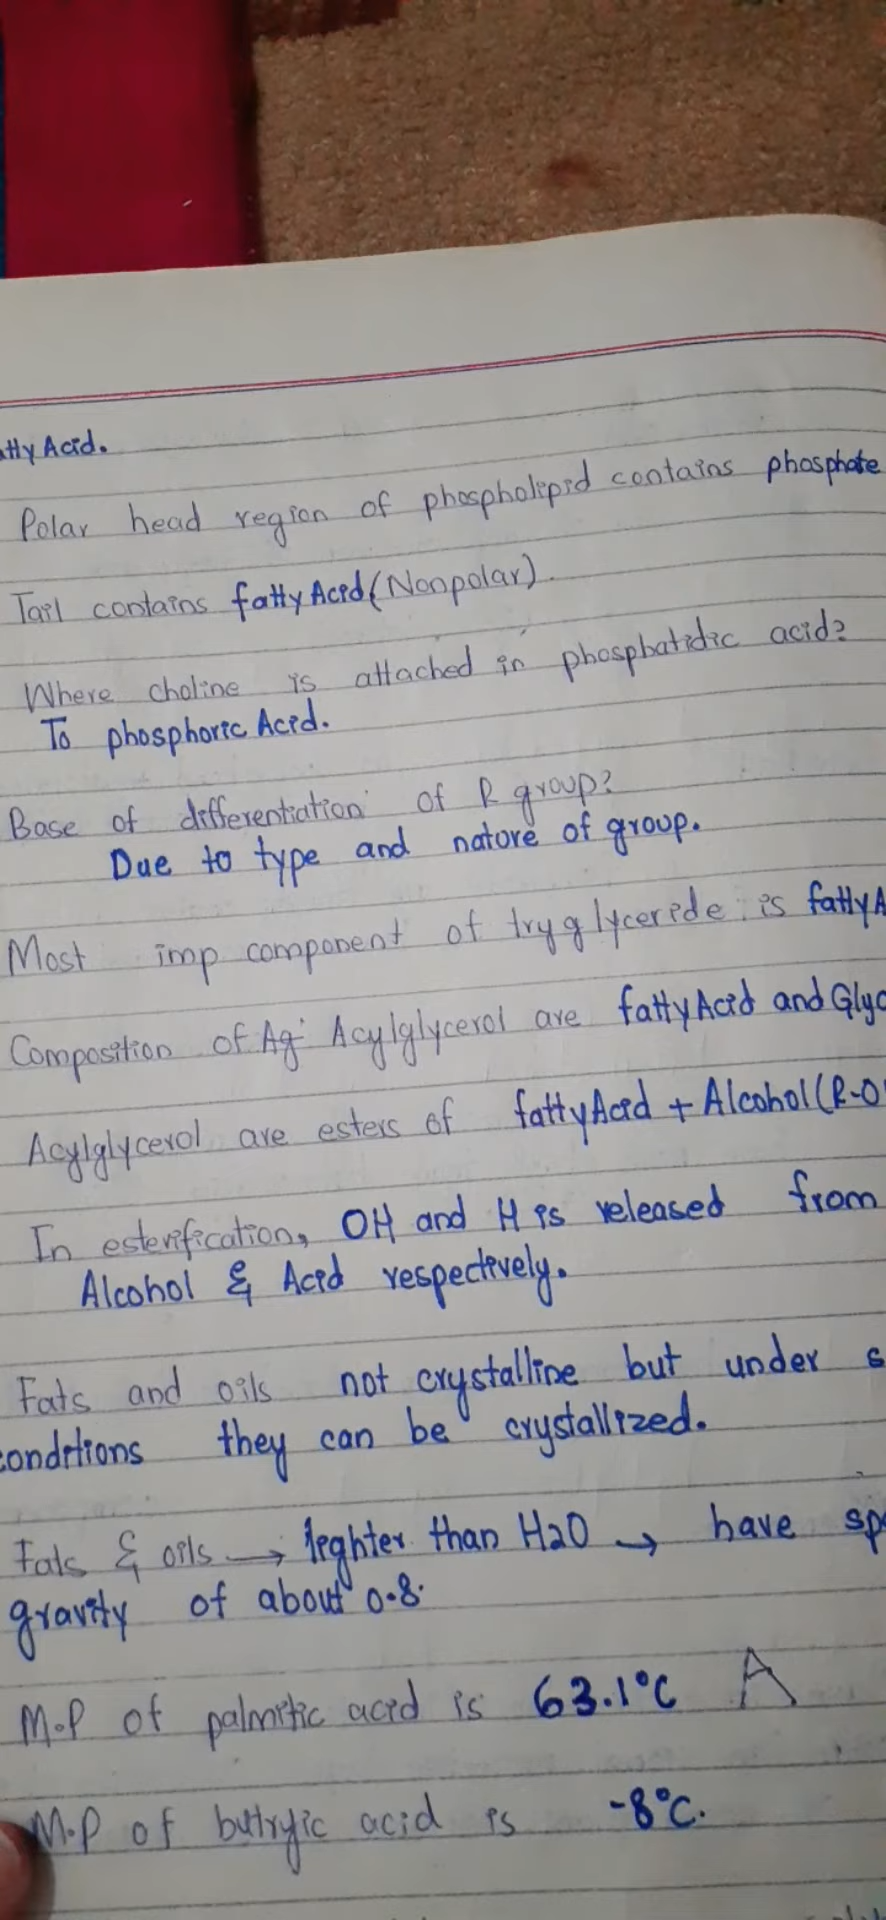 tty Acid.
Polar head region of phospholipid contains phosphate
Tail contains fatty Acid (Nonpolar).
Where choline is attached in phosphatidic acid?
To phosphoric Acid.
Base of differentiation of R group?
Due to type and nature of group.
Most imp component of tryglyceride is fatty A
Composition of Ag Acylglycerol are fatty Acid and Glyc
Acylglycerol are esters of fatty Acid + Alcohol (R-O
In esterification, OH and H is released from
Alcohol & Acid respectively.
Fats and oils not crystalline but under s
conditions they can be crystallized.
Fats & oils → lighter than H2O → have sp
gravity of about 0.8.
M.P of palmitic acid is 63.1°C A
M.P of butryic acid is -8°C.